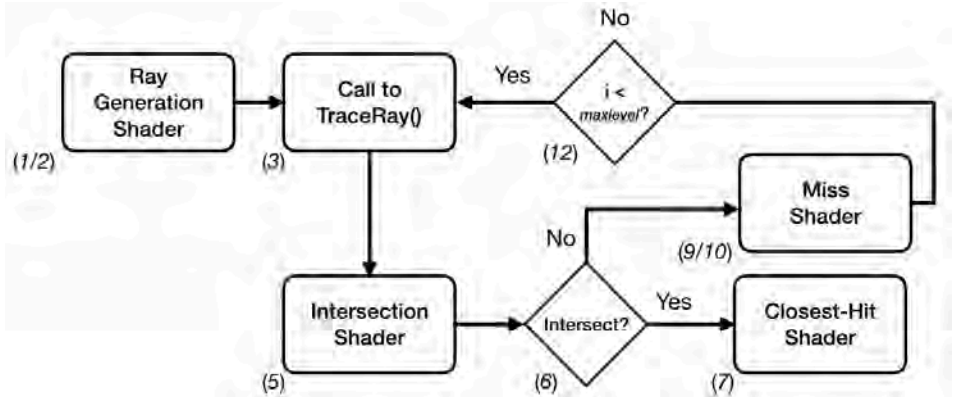 No
Ray
Generation
Shader
(1/2)
Call to
TraceRay()
(3)
Yes
i <
maxlevel?
(12)
Miss
Shader
(9/10)
No
Intersection
Shader
(5)
Intersect?
(6)
Yes
Closest-Hit
Shader
(7)